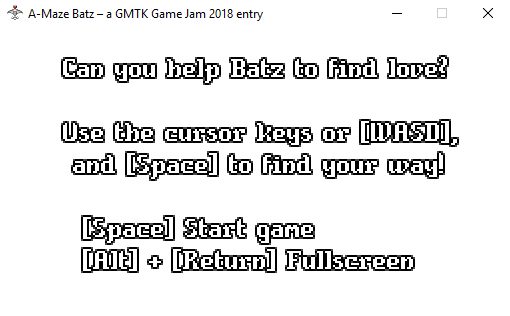 A-Maze Batz – a GMTK Game Jam 2018 entry
Can you help Batz to find love?
Use the cursor keys or [WASD],
and [Space] to find your way!
[Space] Start game
[Alt] + [Return] Fullscreen